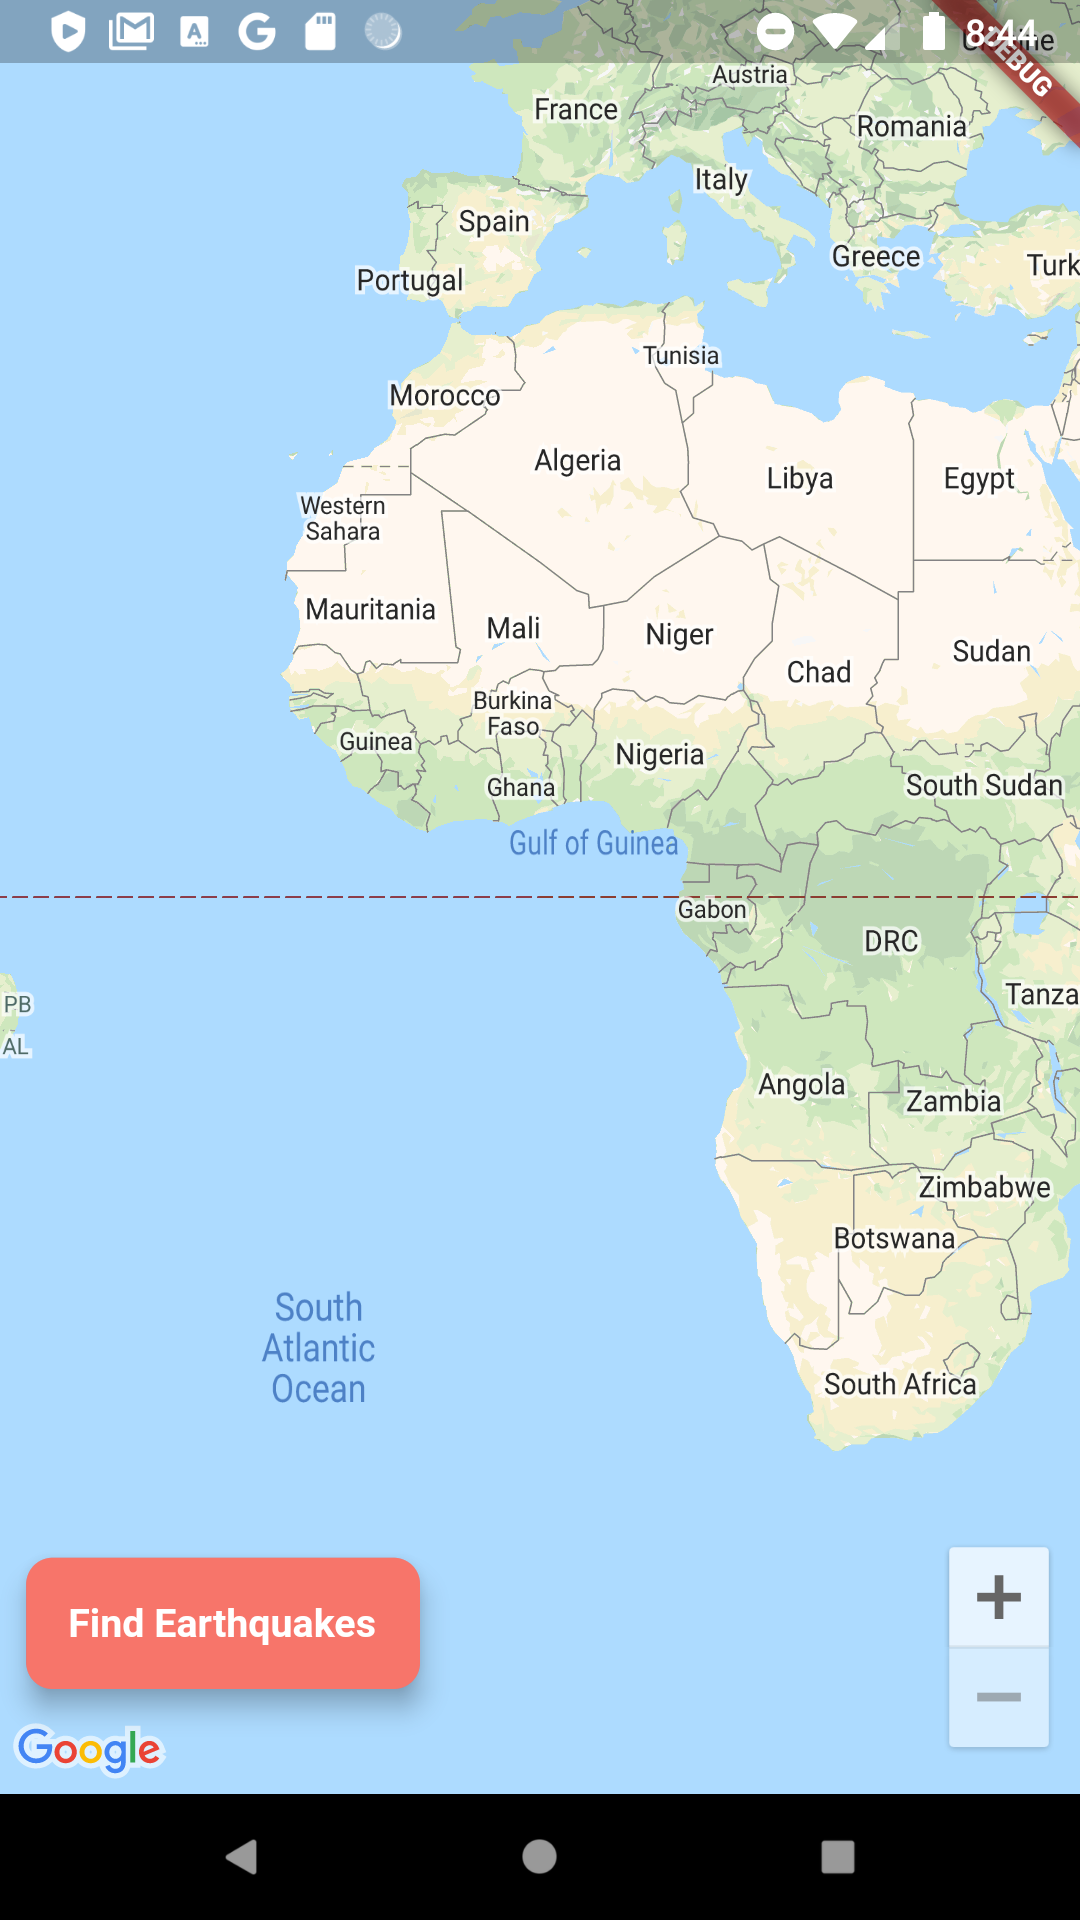 8:44
DEBUG
Austria
France
Romania
Italy
Spain
Greece
Portugal
Turk
Tunisia
Morocco
Algeria
Libya
Egypt
Western
Sahara
Mauritania
Mali
Niger
Sudan
Chad
Burkina
Faso
Guinea
Nigeria
Ghana
South Sudan
Gulf of Guinea
Gabon
DRC
PB
Tanza
AL
Angola
Zambia
Zimbabwe
Botswana
South
Atlantic
Ocean
South Africa
Find Earthquakes
Google